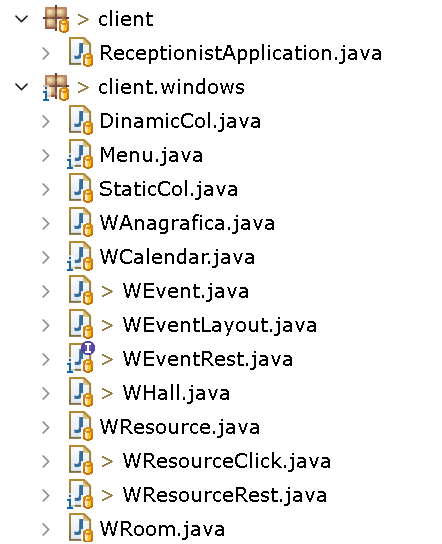 > client
ReceptionistApplication.java
> client.windows
DinamicCol.java
Menu.java
StaticCol.java
WAnagrafica.java
WCalendar.java
> WEvent.java
> WEventLayout.java
> WEventRest.java
> WHall.java
WResource.java
> WResourceClick.java
> WResourceRest.java
WRoom.java